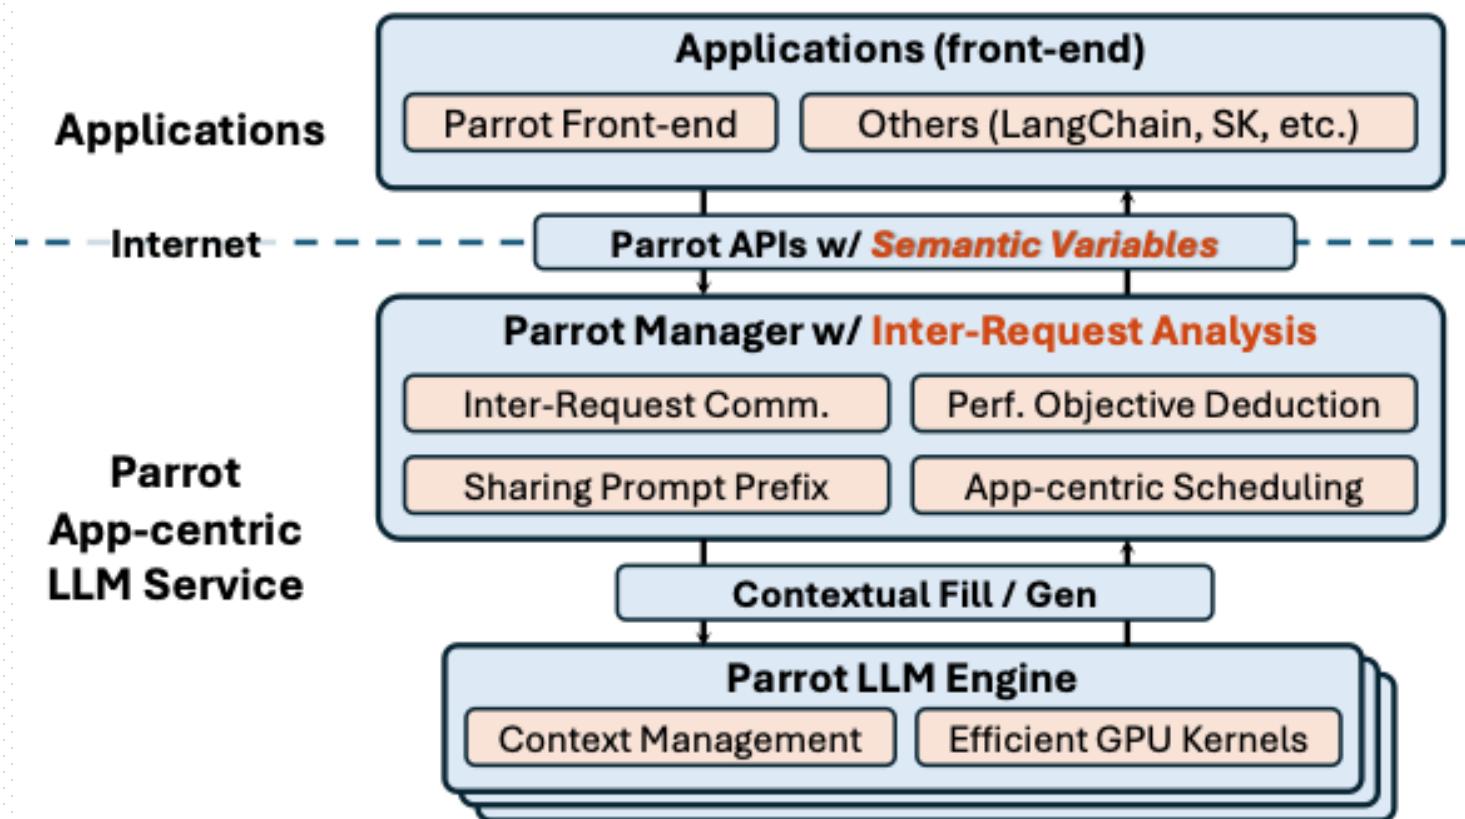 Applications (front-end)
Applications
Parrot Front-end
Others (LangChain, SK, etc.)
Internet
Parrot APIs w/ Semantic Variables
Parrot Manager w/ Inter-Request Analysis
Inter-Request Comm.
Perf. Objective Deduction
Parrot
App-centric
LLM Service
Sharing Prompt Prefix
App-centric Scheduling
Contextual Fill / Gen
Parrot LLM Engine
Context Management
Efficient GPU Kernels